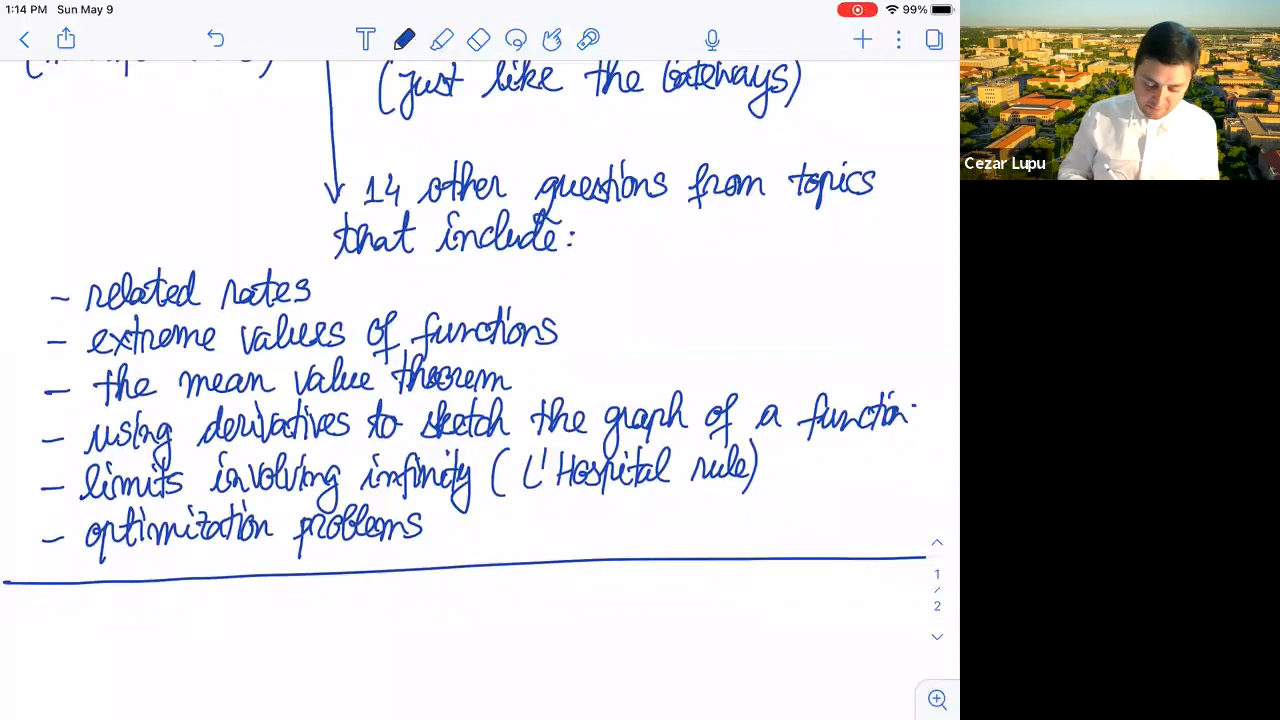 1:14 PM Sun May 9
99%
(just like the Gateways)
14 other questions from topics
that include:
- related rates
- extreme values of functions
- the mean value theorem
- using derivatives to sketch the graph of a function.
- limits involving infinity (L'Hospital rule)
- optimization problems
1
/
2
Cezar Lupu